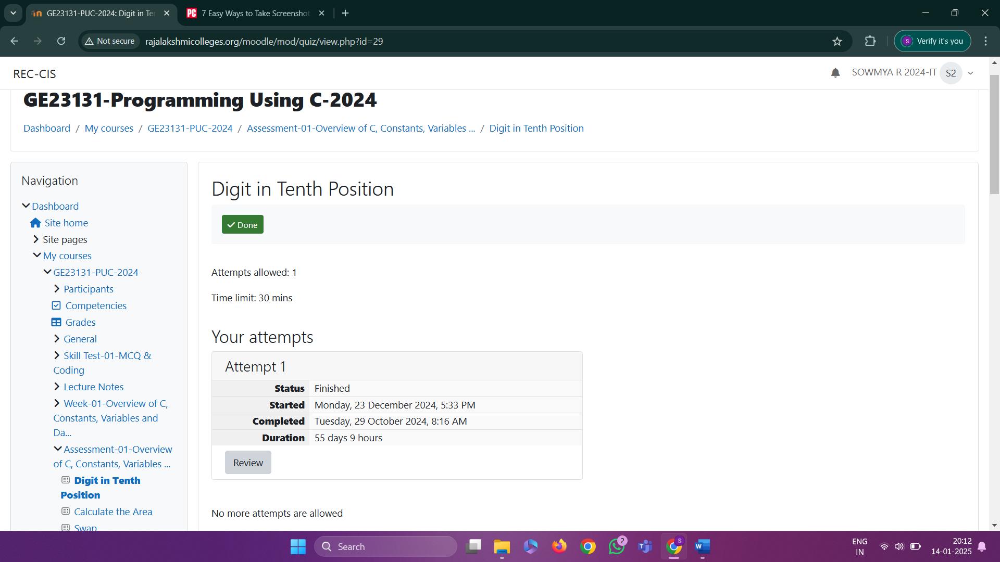 GE23131-PUC-2024: Digit in Ter
PC 7 Easy Ways to Take Screenshot
Not secure rajalakshmicolleges.org/moodle/mod/quiz/view.php?id=29
S Verify it's you
REC-CIS
SOWMYA R 2024-IT S2
GE23131-Programming Using C-2024
Dashboard / My courses / GE23131-PUC-2024 / Assessment-01-Overview of C, Constants, Variables ... / Digit in Tenth Position
Navigation
Dashboard
Site home
Site pages
My courses
GE23131-PUC-2024
Participants
Competencies
Grades
General
Skill Test-01-MCQ &
Coding
Lecture Notes
Week-01-Overview of C,
Constants, Variables and
Da...
Assessment-01-Overview
of C, Constants, Variables ...
Digit in Tenth
Position
Calculate the Area
Swap
Digit in Tenth Position
Done
Attempts allowed: 1
Time limit: 30 mins
Your attempts
Attempt 1
Status Finished
Started Monday, 23 December 2024, 5:33 PM
Completed Tuesday, 29 October 2024, 8:16 AM
Duration 55 days 9 hours
Review
No more attempts are allowed
Search
2
S
ENG
IN
20:12
14-01-2025